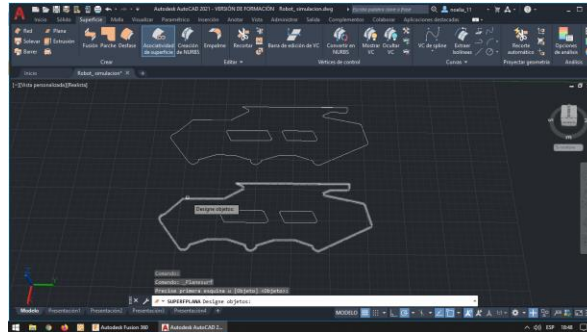 Autodesk AutoCAD 2021 - VERSIÓN DE FORMACIÓN Robot_simulacion.dwg
noelia_11
Inicio Sólido Superficie Malla Visualizar Paramétrico Inserción Anotar Vista Administrar Salida Complementos Colaborar Aplicaciones destacadas
Red Plano
Solevar Extrusión
Barrer
Fusión Parche Desfase
Asociatividad de superficie
Creación de NURBS
Empalme Recortar
Barra de edición de VC
Convertir en NURBS
Mostrar VC
Ocultar VC
VC de spline
Extraer isolíneas
Recorte automático
Opciones de análisis
Crear Editar Vértices de control Curvas Proyectar geometría Análisis
Inicio Robot_simulacion*
[-][Vista personalizada][Realista]
Designe objetos:
Comando:
Comando: _Planesurf
Precise primera esquina o [Objeto] <Objeto>:
SUPERFPLANA Designe objetos:
Modelo Presentación1 Presentación2 Presentación3 Presentación4 +
MODELO
Autodesk Fusion 360
Autodesk AutoCAD 2...
ESP 18:48